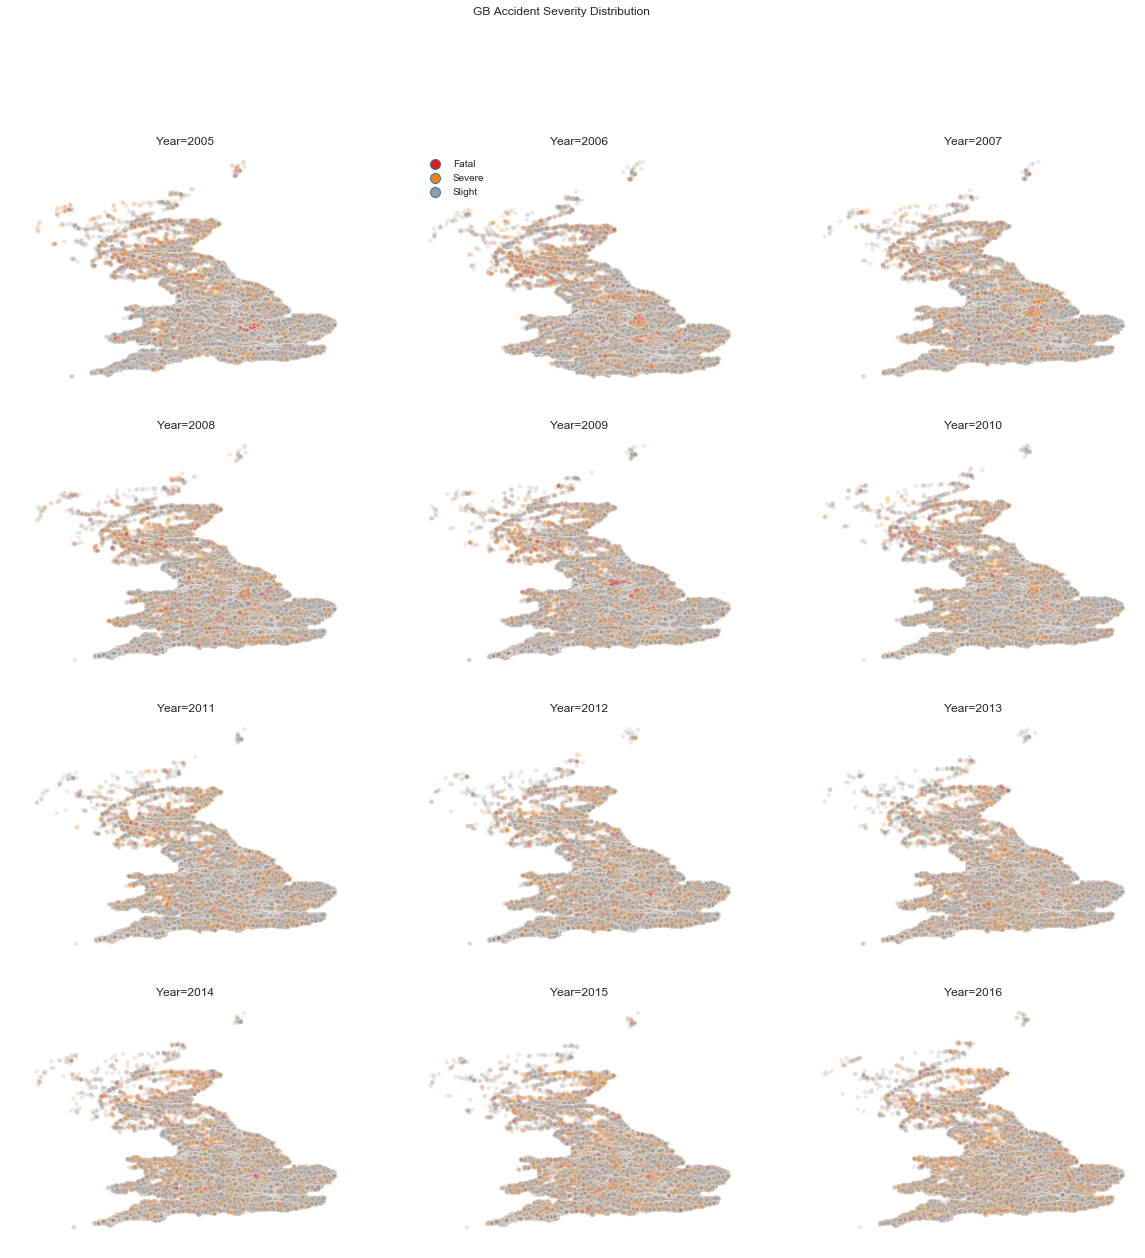 GB Accident Severity Distribution
Year=2005
Year=2006
Year=2007
Fatal
Severe
Slight
Year=2008
Year=2009
Year=2010
Year=2011
Year=2012
Year=2013
Year=2014
Year=2015
Year=2016